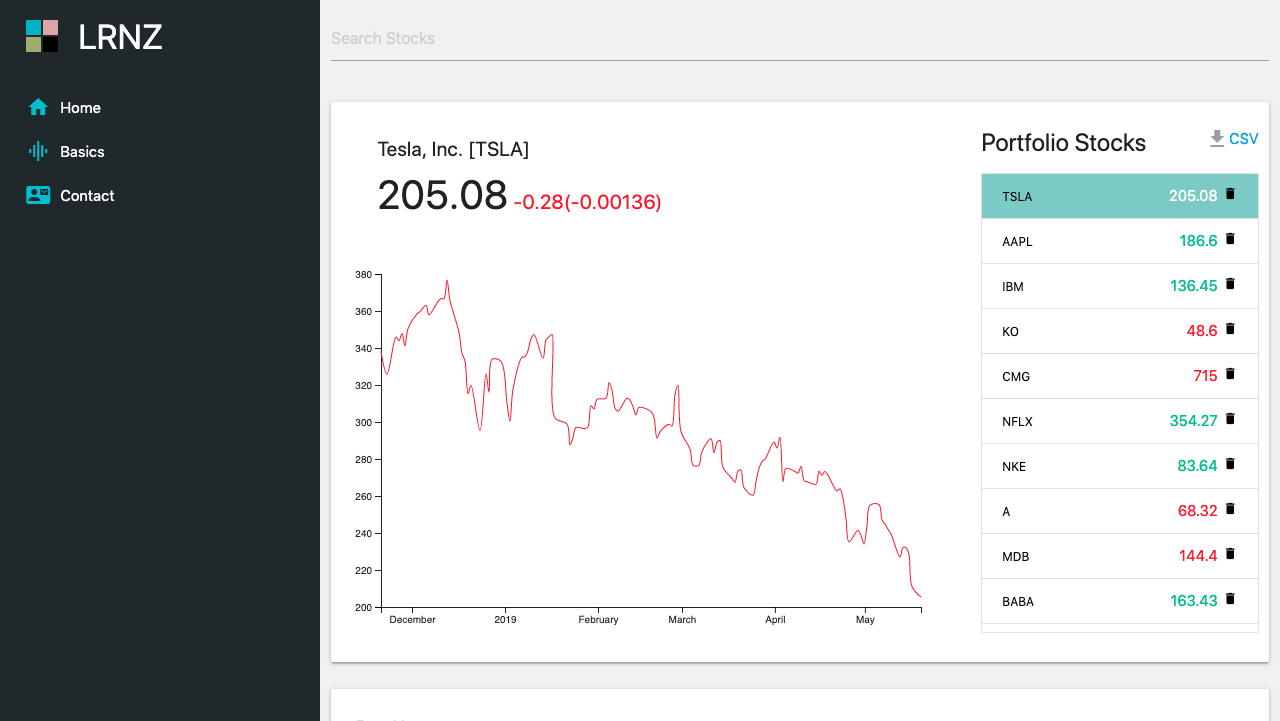 LRNZ
Home
Basics
Contact
Search Stocks
Tesla, Inc. [TSLA]
205.08 -0.28(-0.00136)
380
360
340
320
300
280
260
240
220
200
December 2019 February March April May
Portfolio Stocks
CSV
TSLA 205.08
AAPL 186.6
IBM 136.45
KO 48.6
CMG 715
NFLX 354.27
NKE 83.64
A 68.32
MDB 144.4
BABA 163.43